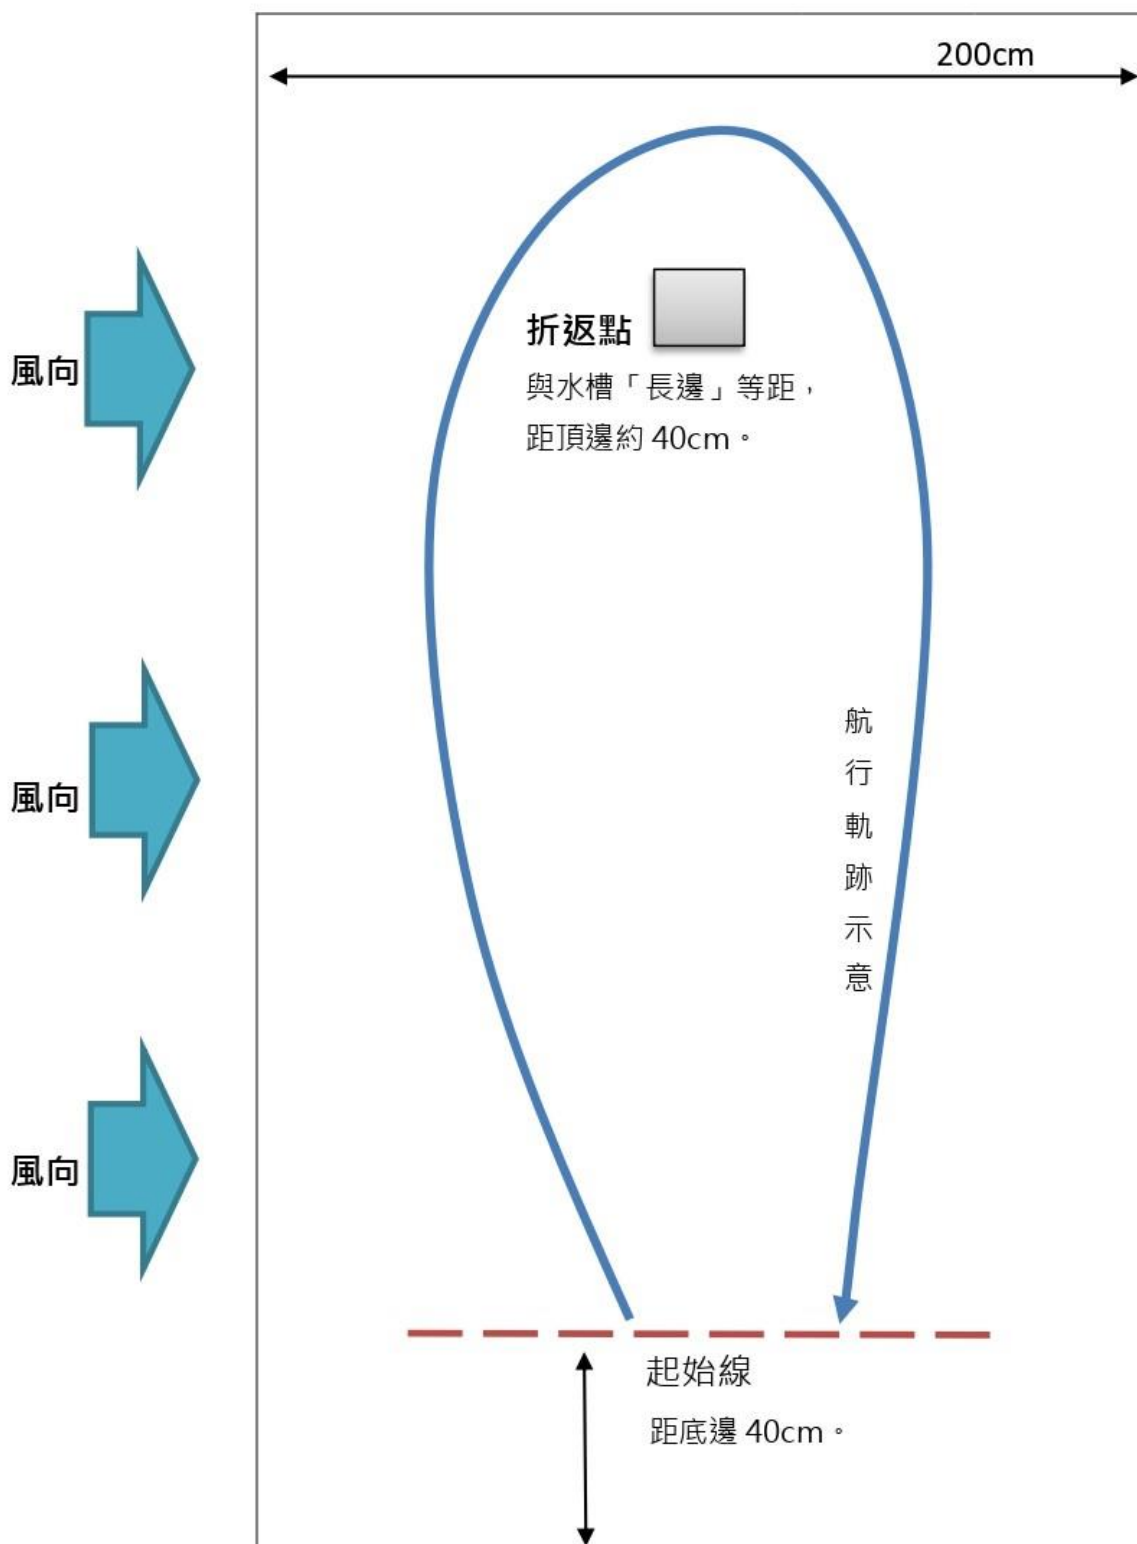 200cm
風向
折返點
與水槽「長邊」等距，
距頂邊約 40cm。
風向
航行軌跡示意
風向
起始線
距底邊 40cm。